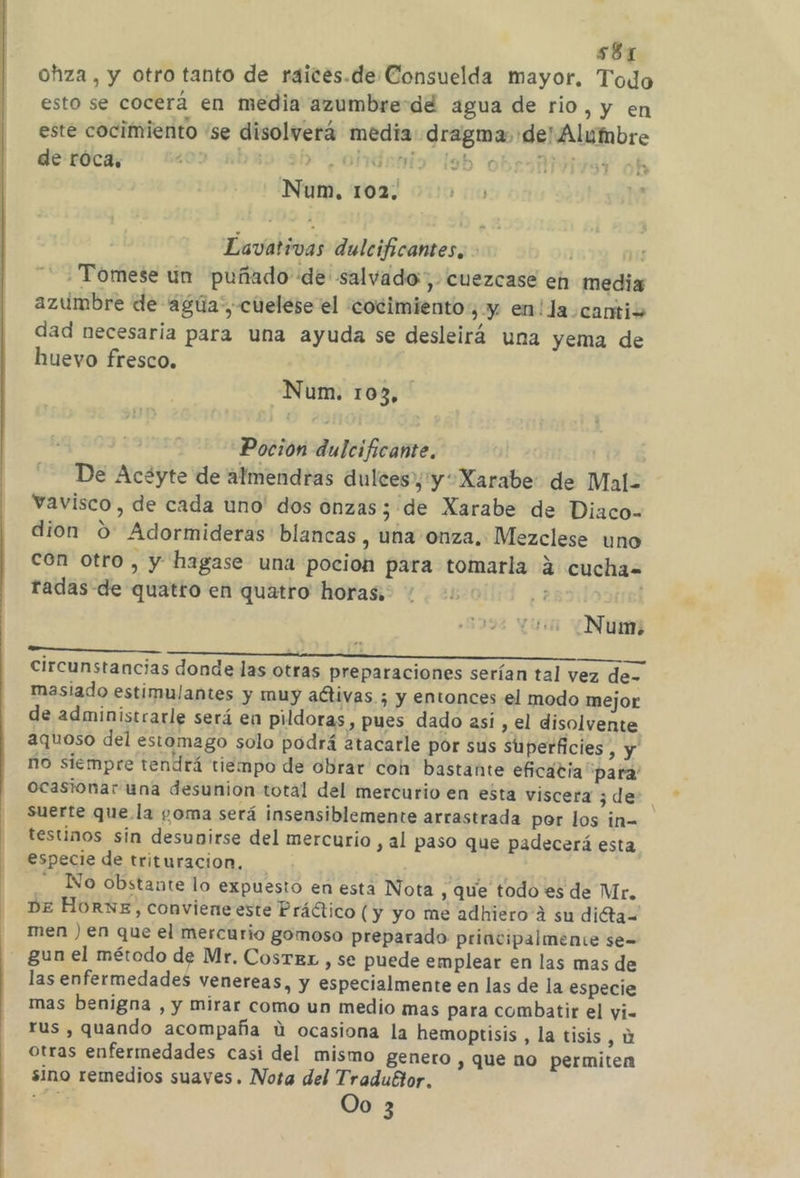 581
onza, y otro tanto de raíces de Consuelda mayor. Todo
esto se cocerá en media azumbre de agua de rio, y en
este cocimiento se disolverá media dragma de Alumbre
de roca.
Num. 102.
Lavativas dulcificantes.
Tomese un puñado de salvado, cuezcase en media
azumbre de agua, cuelese el cocimiento, y en la canti-
dad necesaria para una ayuda se desleirá una yema de
huevo fresco.
Num. 103.
Pocion dulcificante.
De Acéyte de almendras dulces, y Xarabe de Mal-
vavisco, de cada uno dos onzas; de Xarabe de Diaco-
dion ò Adormideras blancas, una onza. Mezclese uno
con otro, y hagase una pocion para tomarla à cucha-
radas de quatro en quatro horas.
Num.
circunstancias donde las otras preparaciones serían tal vez de-
masiado estimulantes y muy activas; y entonces el modo mejor
de administrarle será en pildoras, pues dado asi, el disolvente
aquoso del estomago solo podrá atacarle por sus superficies, y
no siempre tendrá tiempo de obrar con bastante eficacia para
ocasionar una desunion total del mercurio en esta viscera; de
suerte que la goma será insensiblemente arrastrada por los in-
testinos sin desunirse del mercurio, al paso que padecerá esta
especie de trituracion.
No obstante lo expuesto en esta Nota, que todo es de Mr.
DE HORNE, conviene este Práctico (y yo me adhiero à su dicta-
men) en que el mercurio gomoso preparado principalmente se-
gun el metodo de Mr. COSTEL, se puede emplear en las mas de
las enfermedades venereas, y especialmente en las de la especie
mas benigna, y mirar como un medio mas para combatir el vi-
rus, quando acompaña ù ocasiona la hemoptisis, la tisis, ù
otras enfermedades casi del mismo genero, que no permiten
sino remedios suaves. Nota del Traductor.
Oo 3